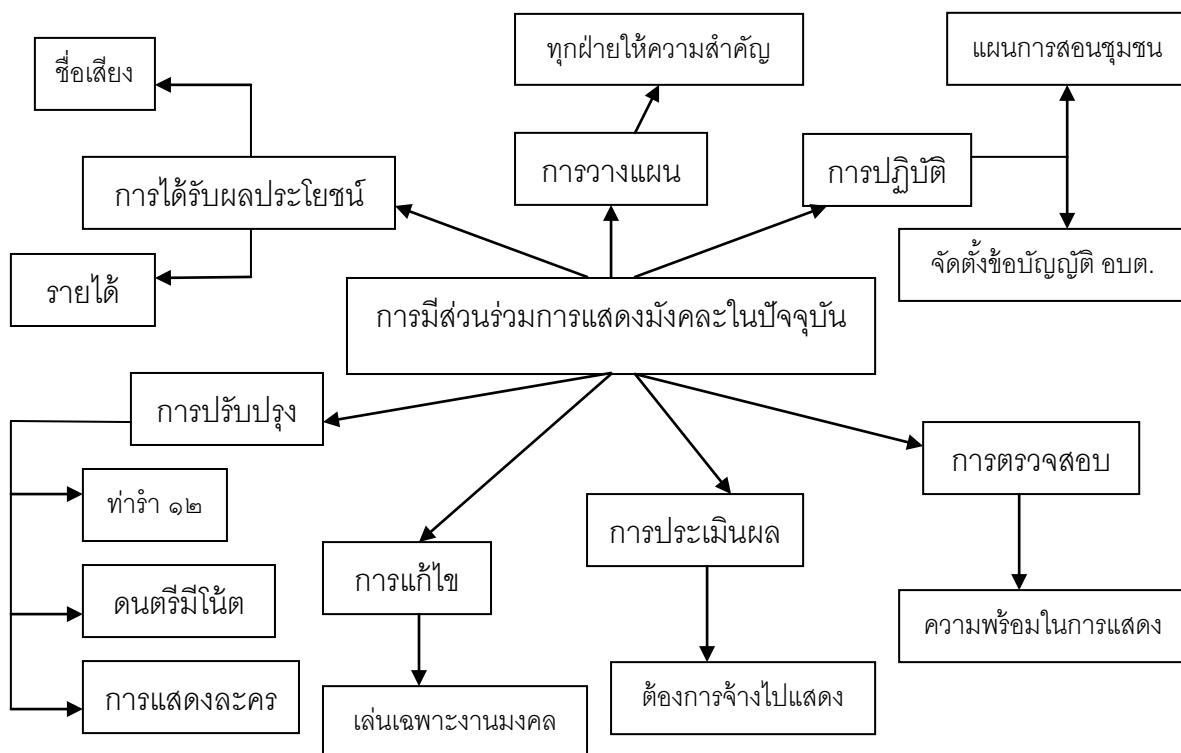 ทุกฝ่ายให้ความสำคัญ
แผนการสอนชุมชน
ชื่อเสียง
การวางแผน
การปฏิบัติ
การได้รับผลประโยชน์
จัดตั้งข้อบัญญัติ อบต.
รายได้
การมีส่วนร่วมการแสดงมังคละในปัจจุบัน
การปรับปรุง
การตรวจสอบ
ท่ารำ ๑๒
การประเมินผล
การแก้ไข
ดนตรีมีโน้ต
ความพร้อมในการแสดง
การแสดงละคร
ต้องการจ้างไปแสดง
เล่นเฉพาะงานมงคล